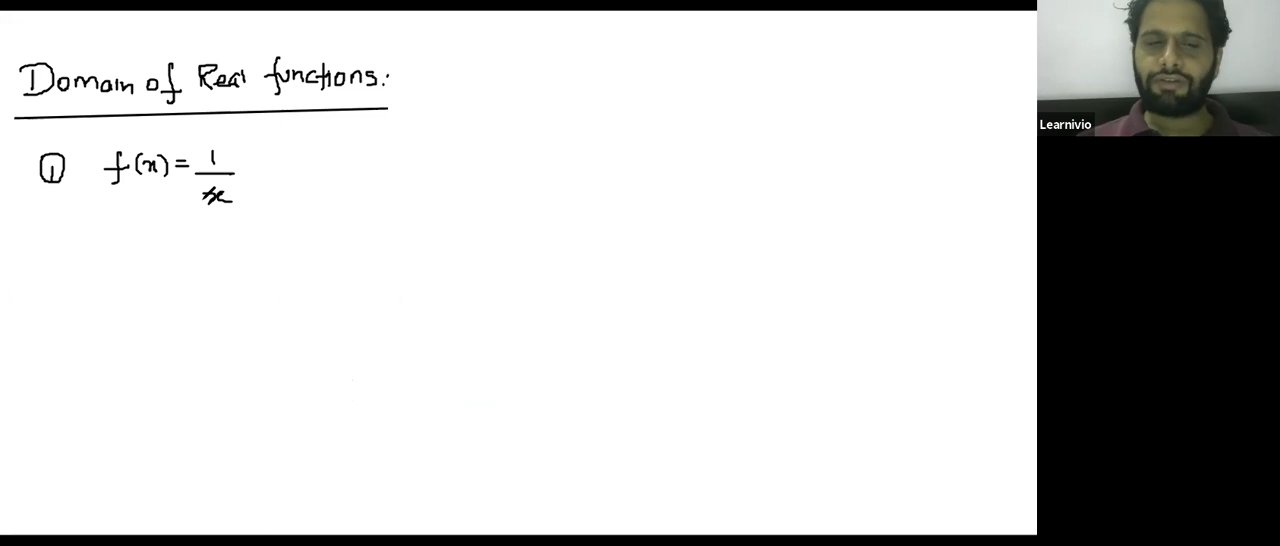 Domain of Real functions:
① f(x) = 1/x
Learnivio